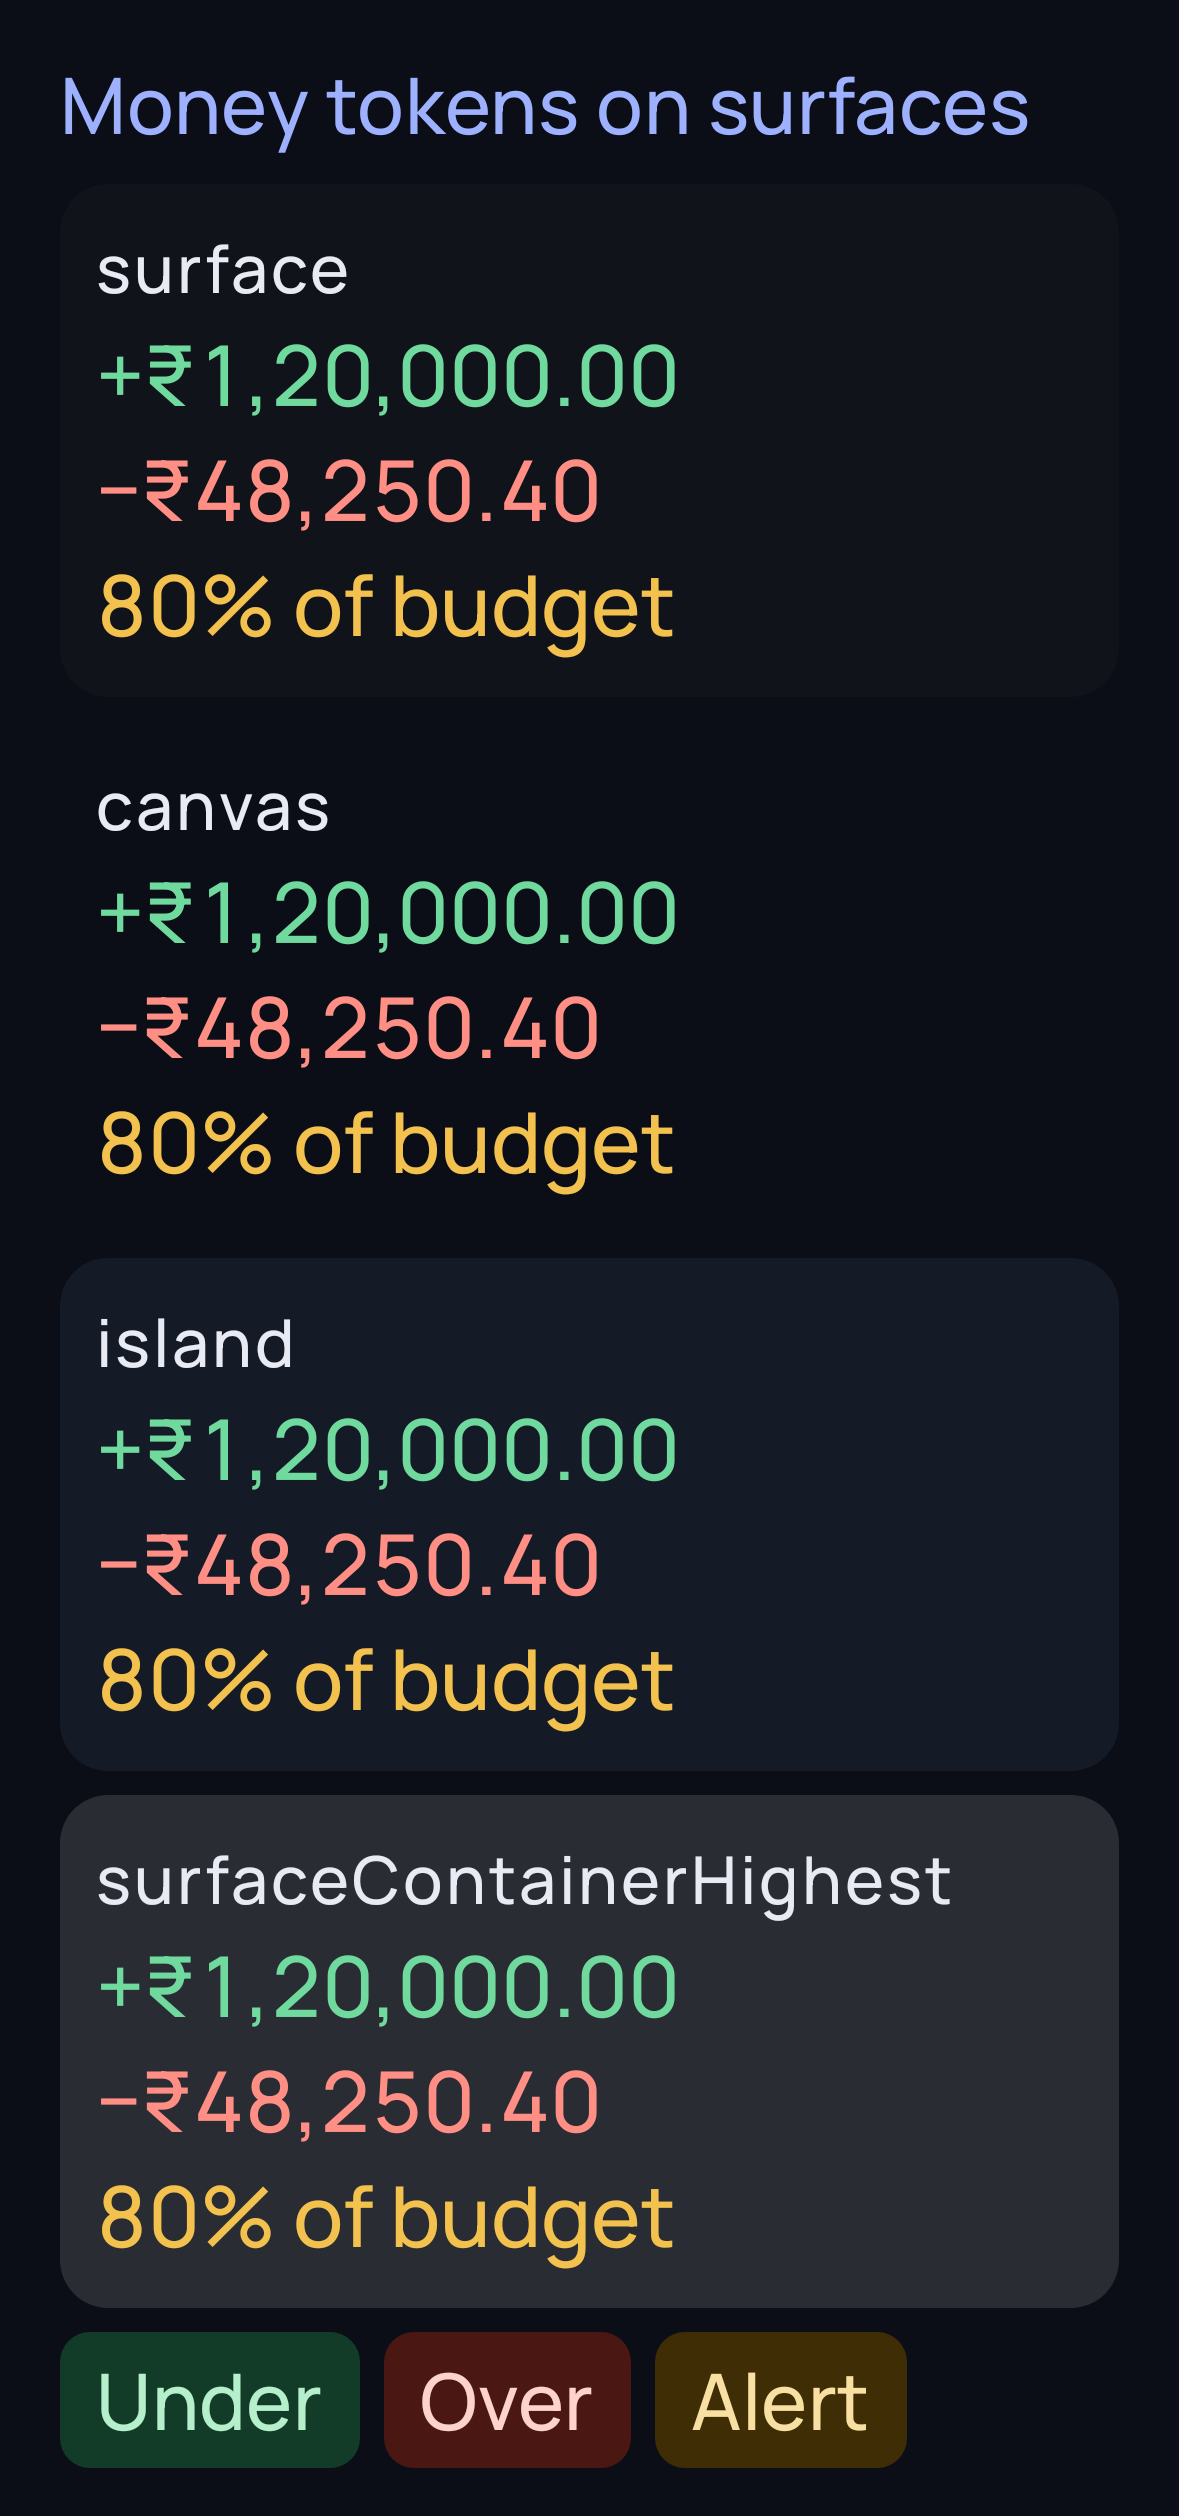 Money tokens on surfaces
surface
+₹1,20,000.00
−₹48,250.40
80% of budget
canvas
+₹1,20,000.00
−₹48,250.40
80% of budget
island
+₹1,20,000.00
−₹48,250.40
80% of budget
surfaceContainerHighest
+₹1,20,000.00
−₹48,250.40
80% of budget
Under Over Alert